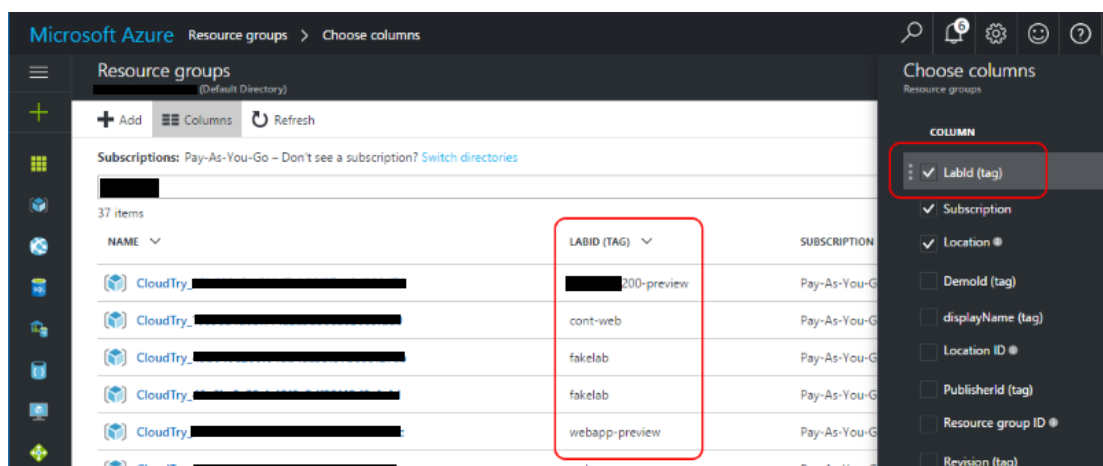 Microsoft Azure Resource groups > Choose columns
6
Resource groups
(Default Directory)
Choose columns
Resource groups
Add Columns Refresh
COLUMN
Subscriptions: Pay-As-You-Go – Don't see a subscription? Switch directories
LabId (tag)
37 items
Subscription
NAME LABID (TAG) SUBSCRIPTION
Location
CloudTry_ 200-preview Pay-As-You-G
DemoId (tag)
CloudTry_ cont-web Pay-As-You-G
displayName (tag)
CloudTry_ fakelab Pay-As-You-G
Location ID
CloudTry_ fakelab Pay-As-You-G
PublisherId (tag)
CloudTry_ webapp-preview Pay-As-You-G
Resource group ID
Revision (tag)